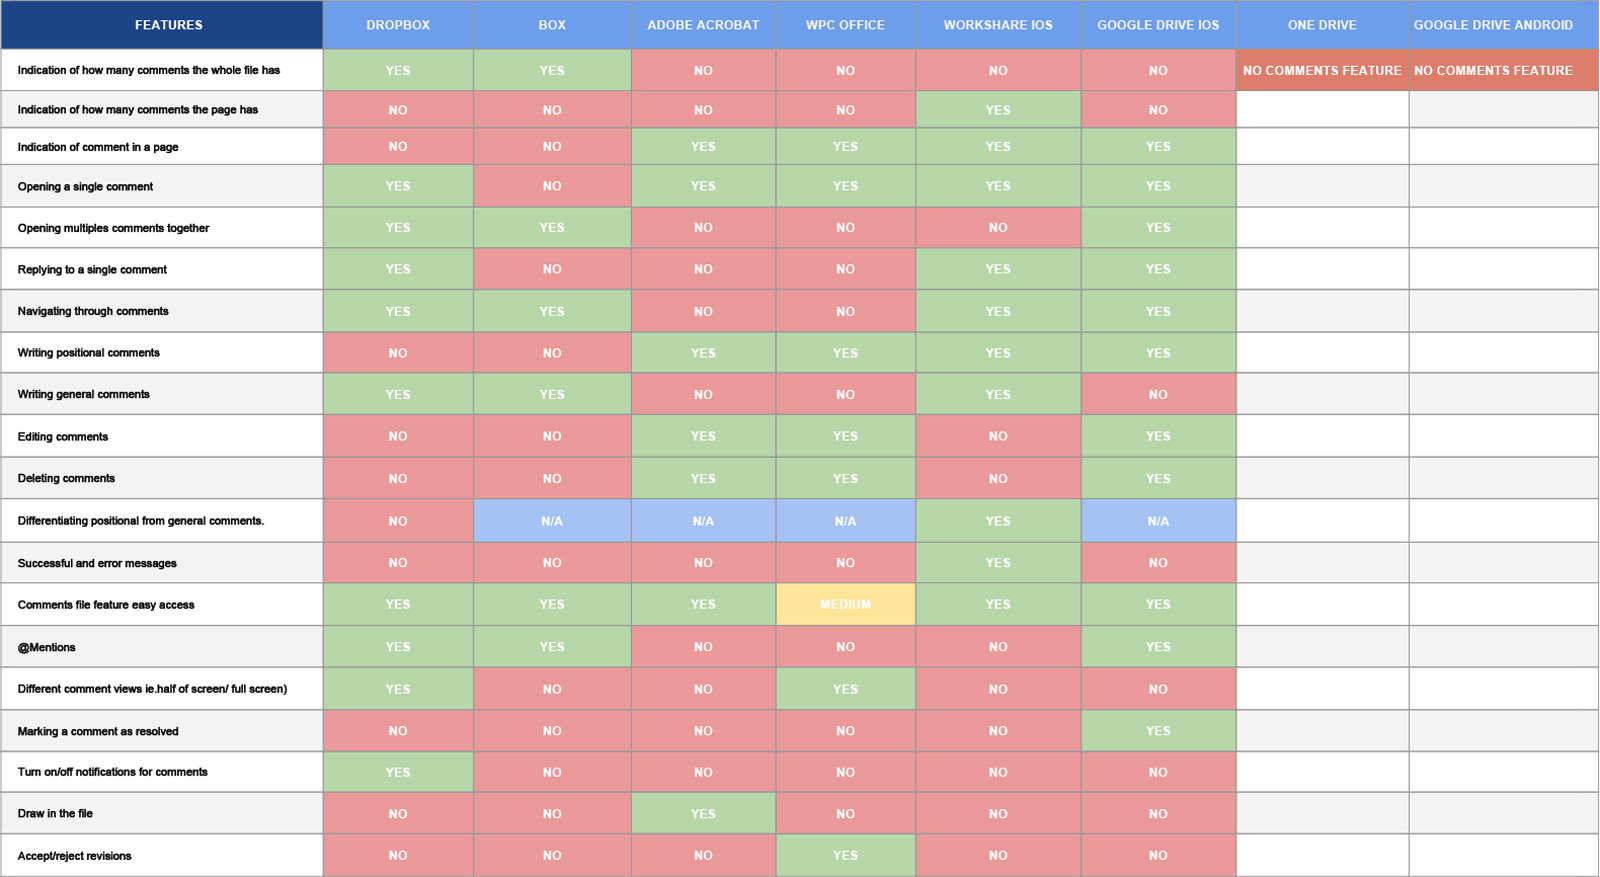 FEATURES DROPBOX BOX ADOBE ACROBAT WPC OFFICE WORKSHARE IOS GOOGLE DRIVE IOS ONE DRIVE GOOGLE DRIVE ANDROID
Indication of how many comments the whole file has YES YES NO NO NO NO NO COMMENTS FEATURE NO COMMENTS FEATURE
Indication of how many comments the page has NO NO NO NO YES NO
Indication of comment in a page NO NO YES YES YES YES
Opening a single comment YES NO YES YES YES YES
Opening multiples comments together YES YES NO NO NO YES
Replying to a single comment YES NO NO NO YES YES
Navigating through comments YES YES NO NO YES YES
Writing positional comments NO NO YES YES YES YES
Writing general comments YES YES NO NO YES NO
Editing comments NO NO YES YES NO YES
Deleting comments NO NO YES YES NO YES
Differentiating positional from general comments. NO N/A N/A N/A YES N/A
Successful and error messages NO NO NO NO YES NO
Comments file feature easy access YES YES YES MEDIUM YES YES
@Mentions YES YES NO NO NO YES
Different comment views ie.half of screen/ full screen) YES NO NO YES NO NO
Marking a comment as resolved NO NO NO NO NO YES
Turn on/off notifications for comments YES NO NO NO NO NO
Draw in the file NO NO YES NO NO NO
Accept/reject revisions NO NO NO YES NO NO